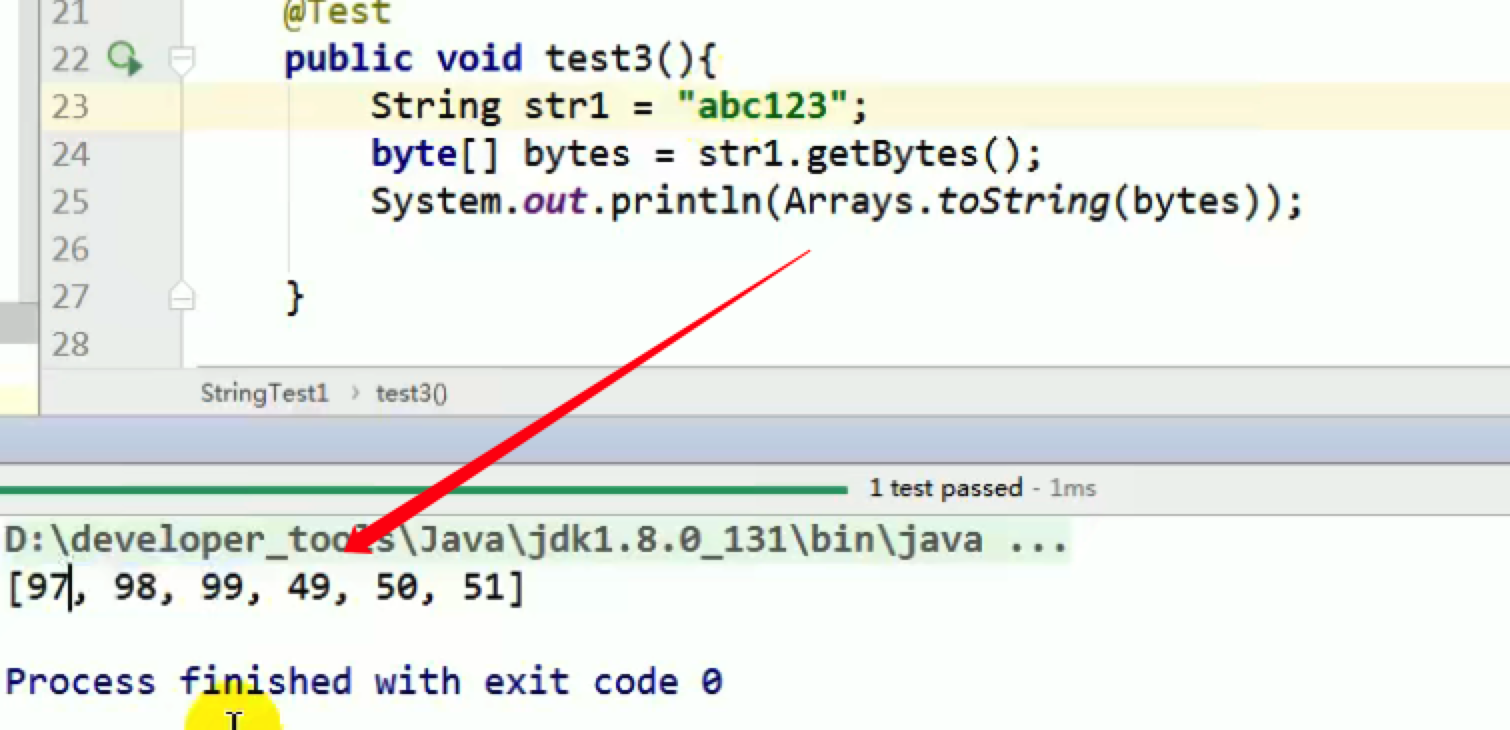 21 @Test
22 public void test3(){
23 String str1 = "abc123";
24 byte[] bytes = str1.getBytes();
25 System.out.println(Arrays.toString(bytes));
26
27 }
28
StringTest1 › test3()
1 test passed - 1ms
D:\developer_tools\Java\jdk1.8.0_131\bin\java ...
[97, 98, 99, 49, 50, 51]
Process finished with exit code 0